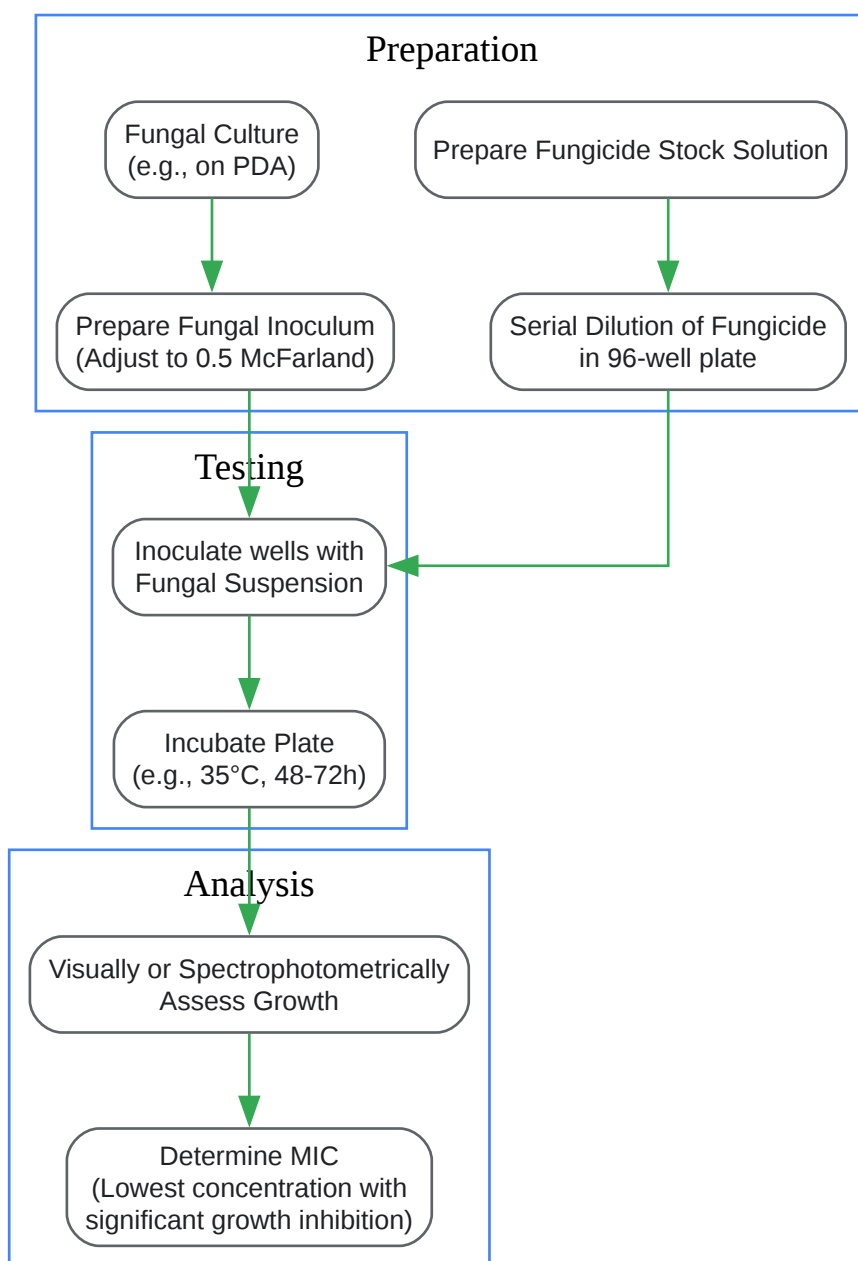 Preparation
Fungal Culture
(e.g., on PDA)
Prepare Fungicide Stock Solution
Prepare Fungal Inoculum
(Adjust to 0.5 McFarland)
Serial Dilution of Fungicide
in 96-well plate
Testing
Inoculate wells with
Fungal Suspension
Incubate Plate
(e.g., 35°C, 48-72h)
Analysis
Visually or Spectrophotometrically
Assess Growth
Determine MIC
(Lowest concentration with
significant growth inhibition)